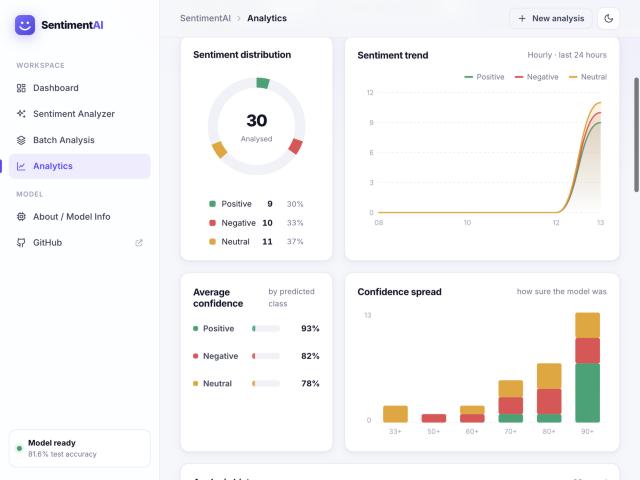 SentimentAI
SentimentAI › Analytics
+ New analysis
WORKSPACE
Dashboard
Sentiment Analyzer
Batch Analysis
Analytics
MODEL
About / Model Info
GitHub
Model ready
81.6% test accuracy
Sentiment distribution
30
Analysed
Positive 9 30%
Negative 10 33%
Neutral 11 37%
Sentiment trend
Hourly · last 24 hours
Positive Negative Neutral
12
9
6
3
0
08 10 12 13
Average confidence
by predicted class
Positive 93%
Negative 82%
Neutral 78%
Confidence spread
how sure the model was
13
0
33+ 50+ 60+ 70+ 80+ 90+